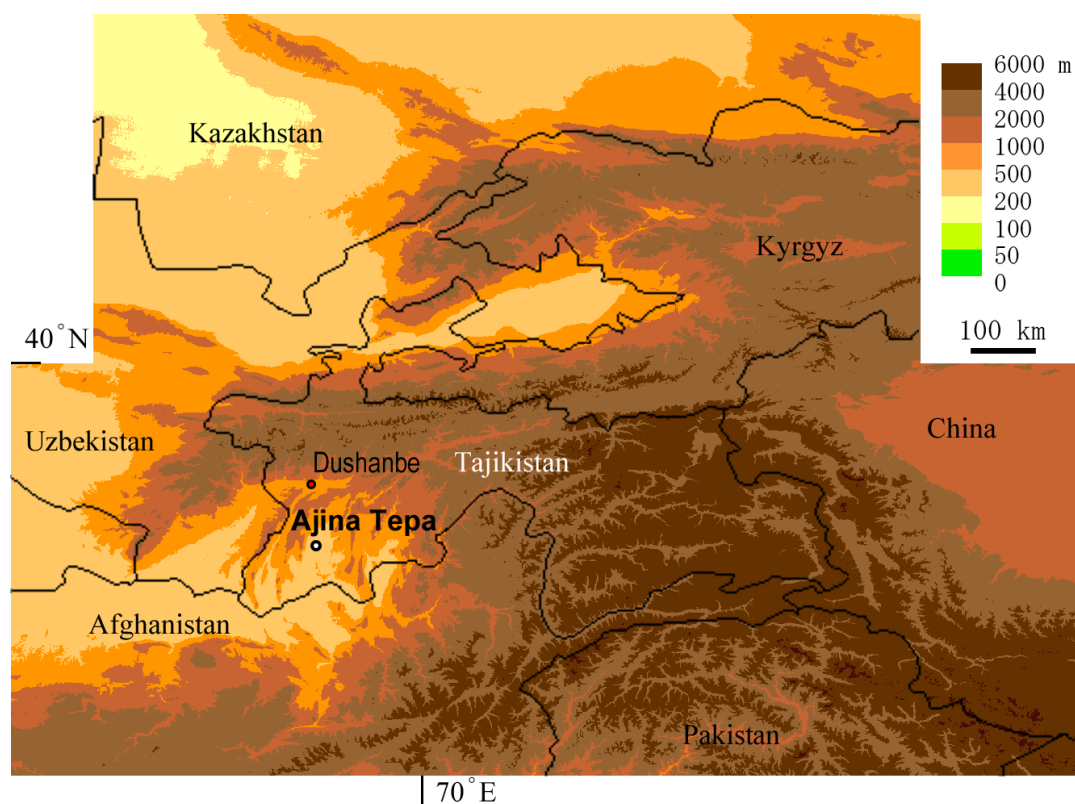 Kazakhstan
6000 m
4000
2000
1000
500
200
100
50
0
Kyrgyz
100 km
40°N
Uzbekistan
Dushanbe
Tajikistan
China
Ajina Tepa
Afghanistan
Pakistan
70°E